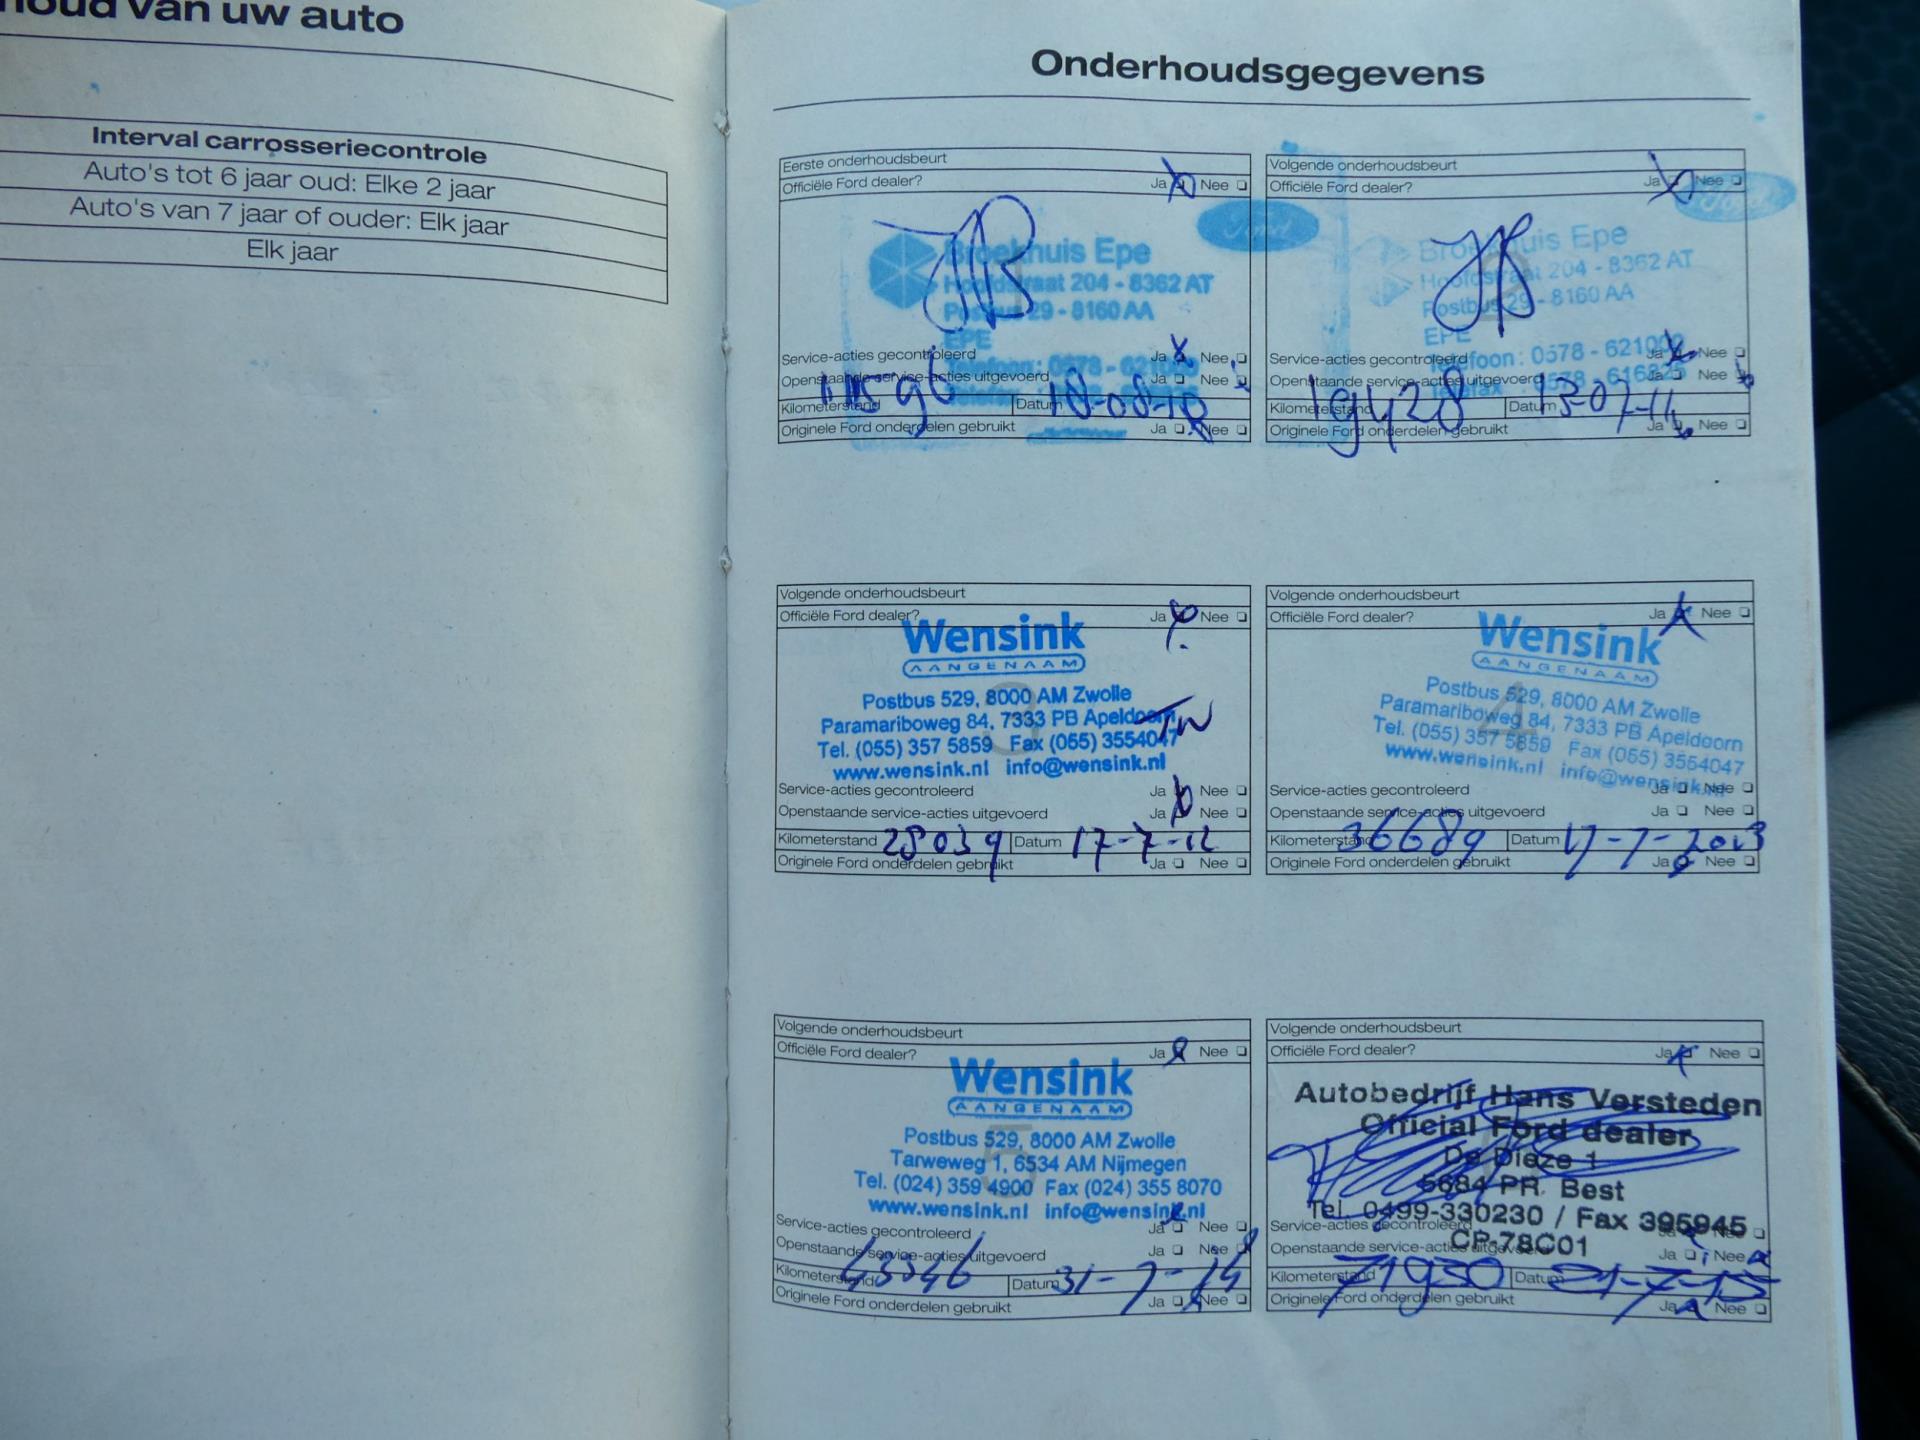 van uw auto
Interval carrosseriecontrole
Auto's tot 6 jaar oud: Elke 2 jaar
Auto's van 7 jaar of ouder: Elk jaar
Elk jaar
Onderhoudsgegevens
Eerste onderhoudsbeurt
Officiële Ford dealer? Ja Nee
Ford
Broekhuis Epe
Hoofdstraat 204 - 8362 AT
Postbus 29 - 8160 AA
EPE
Service-acties gecontroleerd Ja Nee
Openstaande service-acties uitgevoerd Ja Nee
Kilometerstand Datum 18-08-10
Originele Ford onderdelen gebruikt Ja Nee
Volgende onderhoudsbeurt
Officiële Ford dealer? Ja Nee
Ford
Broekhuis Epe
Hoofdstraat 204 - 8362 AT
Postbus 29 - 8160 AA
EPE
Telefoon: 0578 - 621000
Service-acties gecontroleerd Ja Nee
Openstaande service-acties uitgevoerd Ja Nee
Kilometerstand 19428 Datum 13-07-11
Originele Ford onderdelen gebruikt Ja Nee
Volgende onderhoudsbeurt
Officiële Ford dealer? Ja Nee
Wensink
AANGENAAM
3
Postbus 529, 8000 AM Zwolle
Paramariboweg 84, 7333 PB Apeldoorn
Tel. (055) 357 5859 Fax (055) 3554047
www.wensink.nl info@wensink.nl
Service-acties gecontroleerd Ja Nee
Openstaande service-acties uitgevoerd Ja Nee
Kilometerstand 28039 Datum 17-7-12
Originele Ford onderdelen gebruikt Ja Nee
Volgende onderhoudsbeurt
Officiële Ford dealer? Ja Nee
Wensink
AANGENAAM
4
Postbus 529, 8000 AM Zwolle
Paramariboweg 84, 7333 PB Apeldoorn
Tel. (055) 357 5859 Fax (055) 3554047
www.wensink.nl info@wensink.nl
Service-acties gecontroleerd Ja Nee
Openstaande service-acties uitgevoerd Ja Nee
Kilometerstand 36689 Datum 17-7-2013
Originele Ford onderdelen gebruikt Ja Nee
Volgende onderhoudsbeurt
Officiële Ford dealer? Ja Nee
Wensink
AANGENAAM
5
Postbus 529, 8000 AM Zwolle
Tarweweg 1, 6534 AM Nijmegen
Tel. (024) 359 4900 Fax (024) 355 8070
www.wensink.nl info@wensink.nl
Service-acties gecontroleerd Ja Nee
Openstaande service-acties uitgevoerd Ja Nee
Kilometerstand Datum 31-7-14
Originele Ford onderdelen gebruikt Ja Nee
Volgende onderhoudsbeurt
Officiële Ford dealer? Ja Nee
Autobedrijf Hans Versteden
Official Ford dealer
De Dieze 1
5684 PR Best
Tel. 0499-330230 / Fax 395945
CP-78C01
Service-acties gecontroleerd Nee
Openstaande service-acties uitgevoerd Ja Nee
Kilometerstand 71930 Datum
Originele Ford onderdelen gebruikt Ja Nee